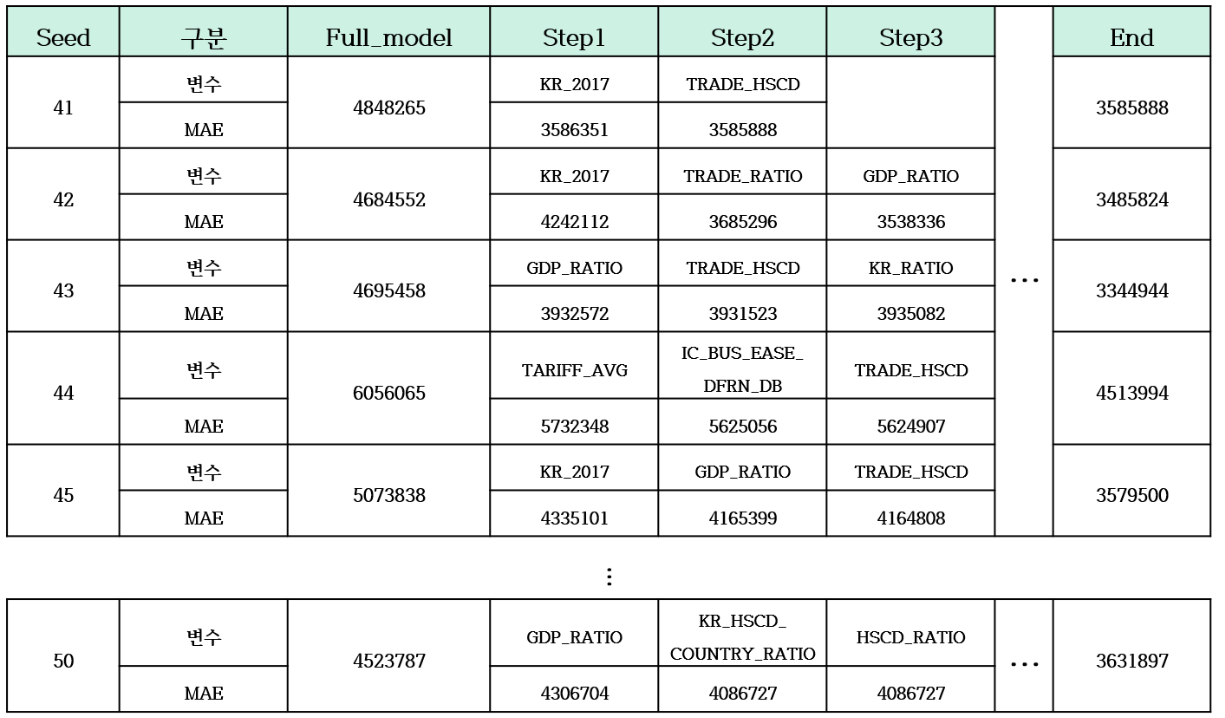 Seed 구분 Full_model Step1 Step2 Step3 ⋯ End
변수 KR_2017 TRADE_HSCD
41 4848265 3585888
MAE 3586351 3585888
변수 KR_2017 TRADE_RATIO GDP_RATIO
42 4684552 3485824
MAE 4242112 3685296 3538336
변수 GDP_RATIO TRADE_HSCD KR_RATIO
43 4695458 3344944
MAE 3932572 3931523 3935082
변수 TARIFF_AVG IC_BUS_EASE_
DFRN_DB TRADE_HSCD
44 6056065 4513994
MAE 5732348 5625056 5624907
변수 KR_2017 GDP_RATIO TRADE_HSCD
45 5073838 3579500
MAE 4335101 4165399 4164808
⋮
변수 GDP_RATIO KR_HSCD_
COUNTRY_RATIO HSCD_RATIO
50 4523787 ⋯ 3631897
MAE 4306704 4086727 4086727